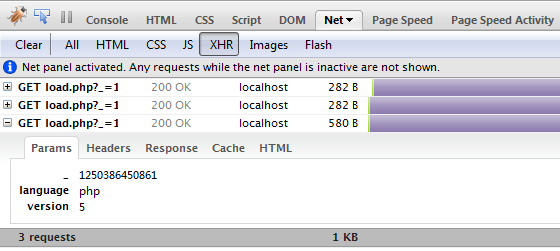 Console HTML CSS Script DOM Net Page Speed Page Speed Activity
Clear All HTML CSS JS XHR Images Flash
Net panel activated. Any requests while the net panel is inactive are not shown.
GET load.php?_=1 200 OK localhost 282 B
GET load.php?_=1 200 OK localhost 282 B
GET load.php?_=1 200 OK localhost 580 B
Params Headers Response Cache HTML
_ 1250386450861
language php
version 5
3 requests 1 KB